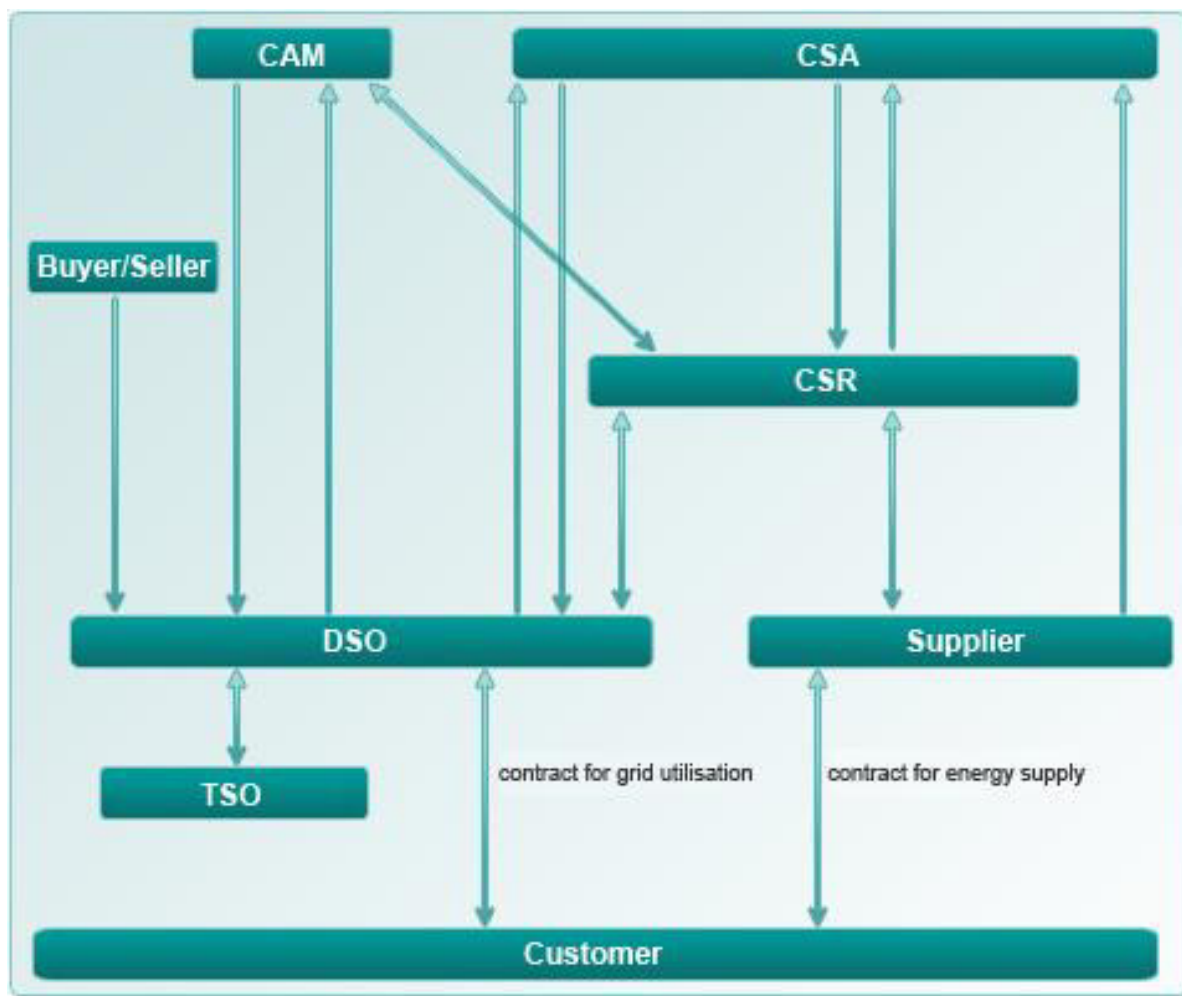 CAM
CSA
Buyer/Seller
CSR
DSO
Supplier
contract for grid utilisation
contract for energy supply
TSO
Customer